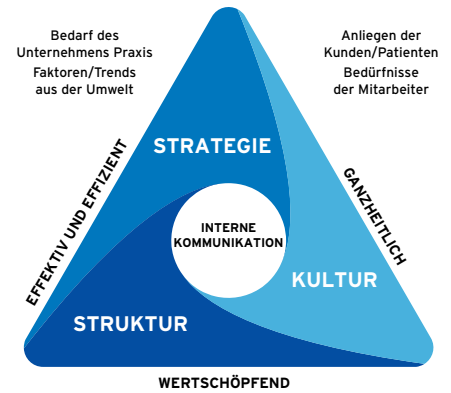 Bedarf des
Unternehmens Praxis
Faktoren/Trends
aus der Umwelt
Anliegen der
Kunden/Patienten
Bedürfnisse
der Mitarbeiter
STRATEGIE
EFFEKTIV UND EFFIZIENT
GANZHEITLICH
INTERNE
KOMMUNIKATION
KULTUR
STRUKTUR
WERTSCHÖPFEND